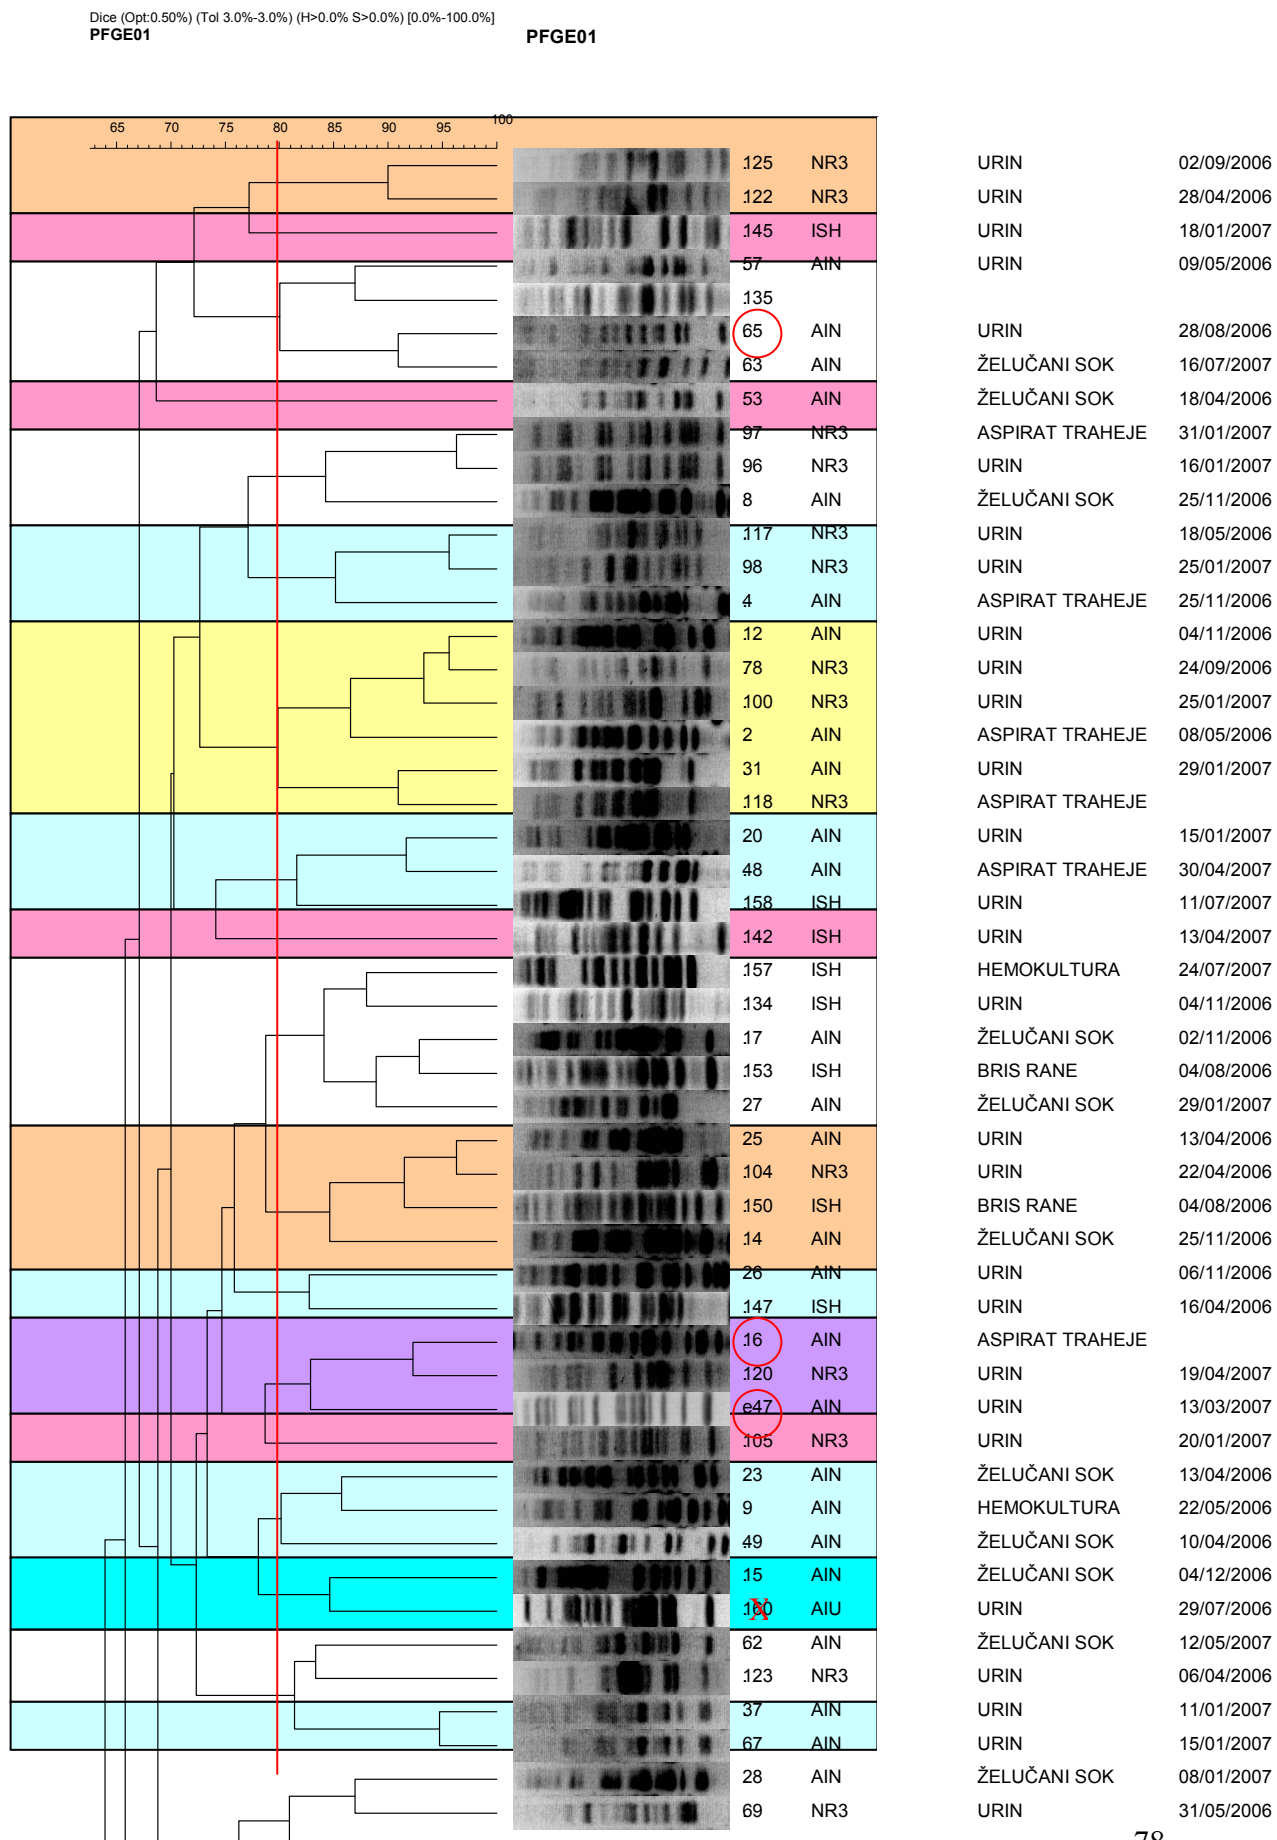 Dice (Opt:0.50%) (Tol 3.0%-3.0%) (H>0.0% S>0.0%) [0.0%-100.0%]
PFGE01 PFGE01
65 70 75 80 85 90 95 100
.125 NR3 URIN 02/09/2006
.122 NR3 URIN 28/04/2006
.145 ISH URIN 18/01/2007
57 AIN URIN 09/05/2006
.135
65 AIN URIN 28/08/2006
63 AIN ŽELUČANI SOK 16/07/2007
53 AIN ŽELUČANI SOK 18/04/2006
97 NR3 ASPIRAT TRAHEJE 31/01/2007
96 NR3 URIN 16/01/2007
8 AIN ŽELUČANI SOK 25/11/2006
.117 NR3 URIN 18/05/2006
98 NR3 URIN 25/01/2007
4 AIN ASPIRAT TRAHEJE 25/11/2006
.12 AIN URIN 04/11/2006
78 NR3 URIN 24/09/2006
.100 NR3 URIN 25/01/2007
2 AIN ASPIRAT TRAHEJE 08/05/2006
31 AIN URIN 29/01/2007
.118 NR3 ASPIRAT TRAHEJE
20 AIN URIN 15/01/2007
48 AIN ASPIRAT TRAHEJE 30/04/2007
.158 ISH URIN 11/07/2007
.142 ISH URIN 13/04/2007
.157 ISH HEMOKULTURA 24/07/2007
.134 ISH URIN 04/11/2006
.17 AIN ŽELUČANI SOK 02/11/2006
.153 ISH BRIS RANE 04/08/2006
27 AIN ŽELUČANI SOK 29/01/2007
25 AIN URIN 13/04/2006
.104 NR3 URIN 22/04/2006
.150 ISH BRIS RANE 04/08/2006
.14 AIN ŽELUČANI SOK 25/11/2006
26 AIN URIN 06/11/2006
.147 ISH URIN 16/04/2006
.16 AIN ASPIRAT TRAHEJE
.120 NR3 URIN 19/04/2007
e47 AIN URIN 13/03/2007
.105 NR3 URIN 20/01/2007
23 AIN ŽELUČANI SOK 13/04/2006
9 AIN HEMOKULTURA 22/05/2006
49 AIN ŽELUČANI SOK 10/04/2006
.15 AIN ŽELUČANI SOK 04/12/2006
.160 X AIU URIN 29/07/2006
62 AIN ŽELUČANI SOK 12/05/2007
.123 NR3 URIN 06/04/2006
37 AIN URIN 11/01/2007
67 AIN URIN 15/01/2007
28 AIN ŽELUČANI SOK 08/01/2007
69 NR3 URIN 31/05/2006
78